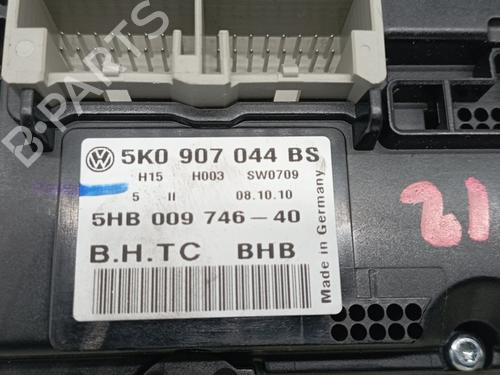 B-PARTS
5K0 907 044 BS
H15 H003 SW0709
5 II 08.10.10
5HB 009 746-40
B.H.TC BHB
Made in Germany